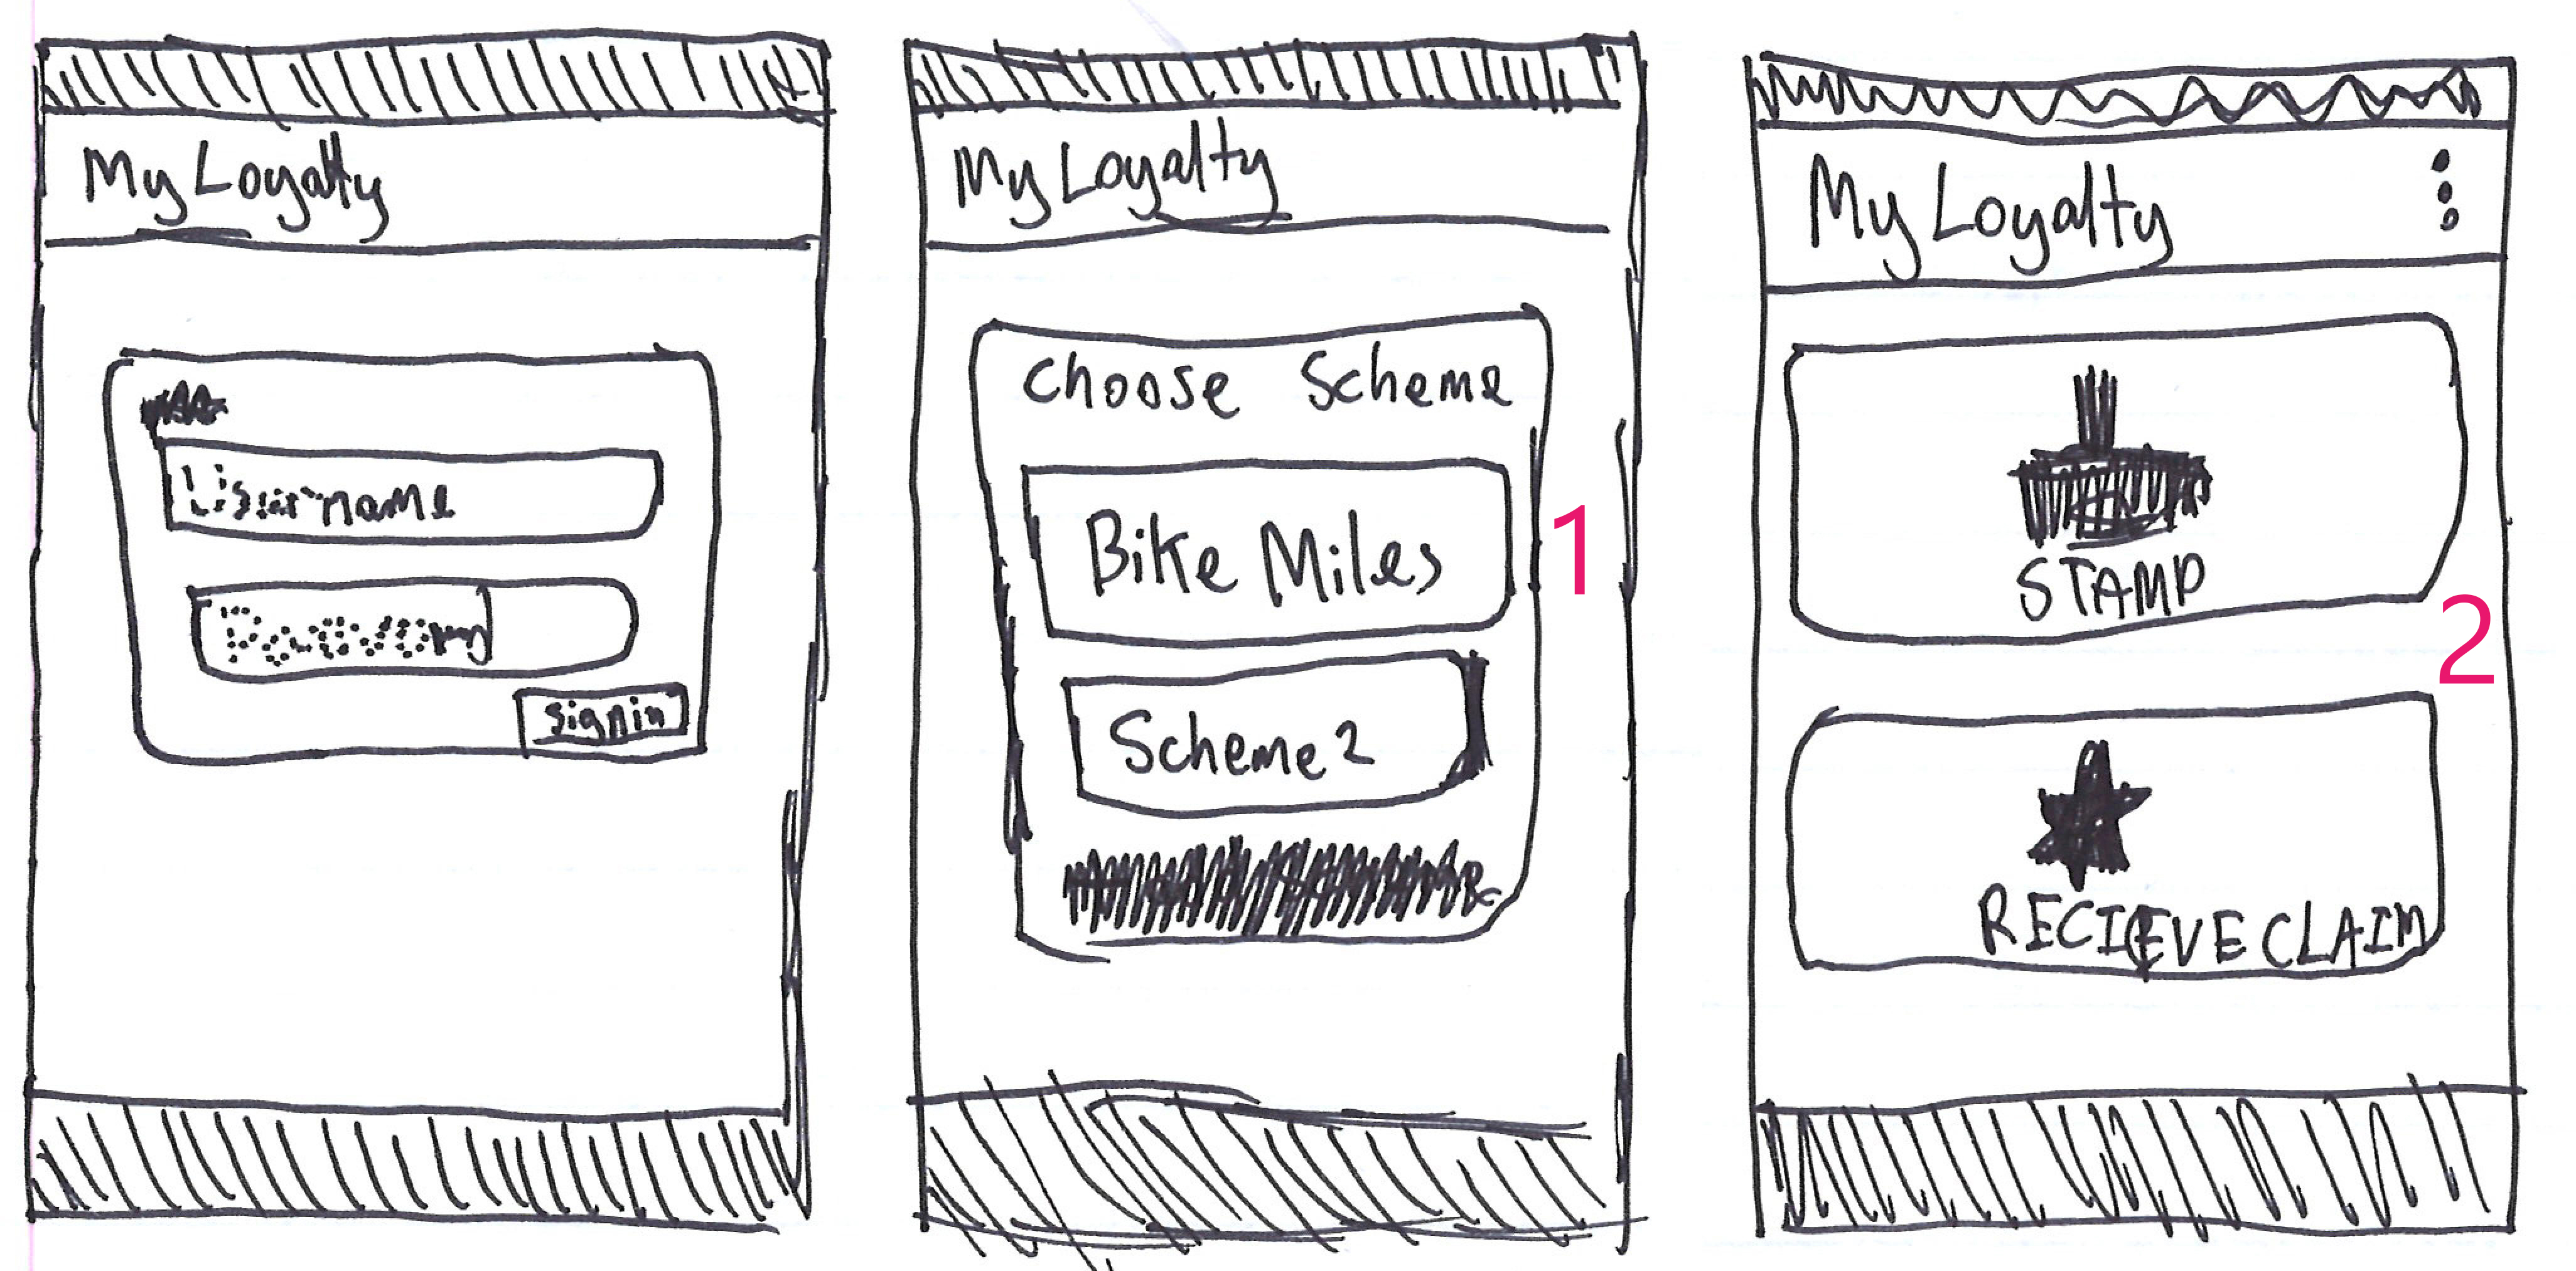 My Loyalty
Username
Password
signin
My Loyalty
Choose Scheme
Bike Miles
1
Scheme 2
My Loyalty
STAMP
2
RECIEVE CLAIM